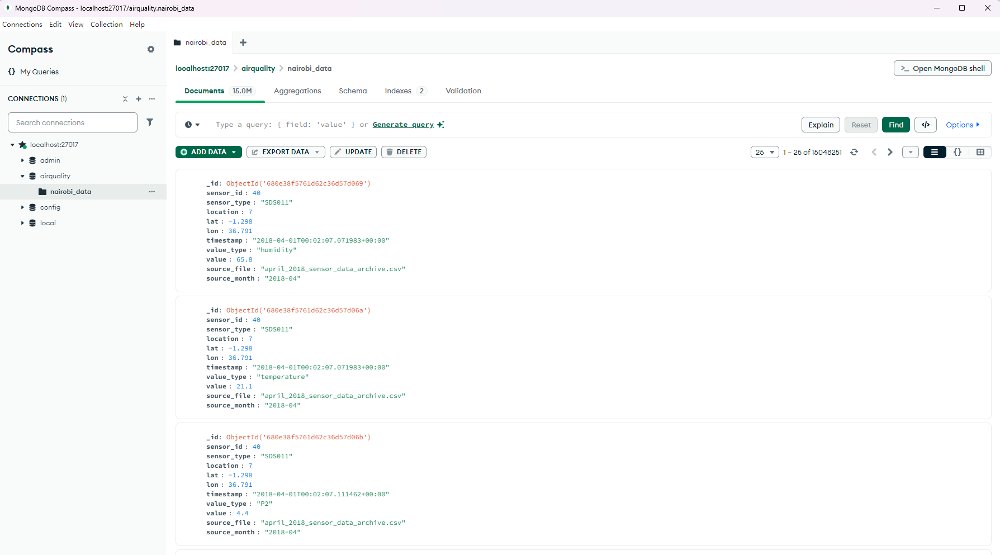 MongoDB Compass - localhost:27017/airquality.nairobi_data
Connections Edit View Collection Help
Compass
My Queries
CONNECTIONS (1)
Search connections
localhost:27017
admin
airquality
nairobi_data
config
local
nairobi_data
localhost:27017 > airquality > nairobi_data
Open MongoDB shell
Documents 15.0M Aggregations Schema Indexes 2 Validation
Type a query: { field: 'value' } or Generate query
Explain Reset Find </> Options
ADD DATA EXPORT DATA UPDATE DELETE
25 1 – 25 of 15048251 {}
_id: ObjectId('680e38f5761d62c36d57d069')
sensor_id : 40
sensor_type : "SDS011"
location : 7
lat : -1.298
lon : 36.791
timestamp : "2018-04-01T00:02:07.071983+00:00"
value_type : "humidity"
value : 65.8
source_file : "april_2018_sensor_data_archive.csv"
source_month : "2018-04"
_id: ObjectId('680e38f5761d62c36d57d06a')
sensor_id : 40
sensor_type : "SDS011"
location : 7
lat : -1.298
lon : 36.791
timestamp : "2018-04-01T00:02:07.071983+00:00"
value_type : "temperature"
value : 21.1
source_file : "april_2018_sensor_data_archive.csv"
source_month : "2018-04"
_id: ObjectId('680e38f5761d62c36d57d06b')
sensor_id : 40
sensor_type : "SDS011"
location : 7
lat : -1.298
lon : 36.791
timestamp : "2018-04-01T00:02:07.111462+00:00"
value_type : "P2"
value : 4.4
source_file : "april_2018_sensor_data_archive.csv"
source_month : "2018-04"